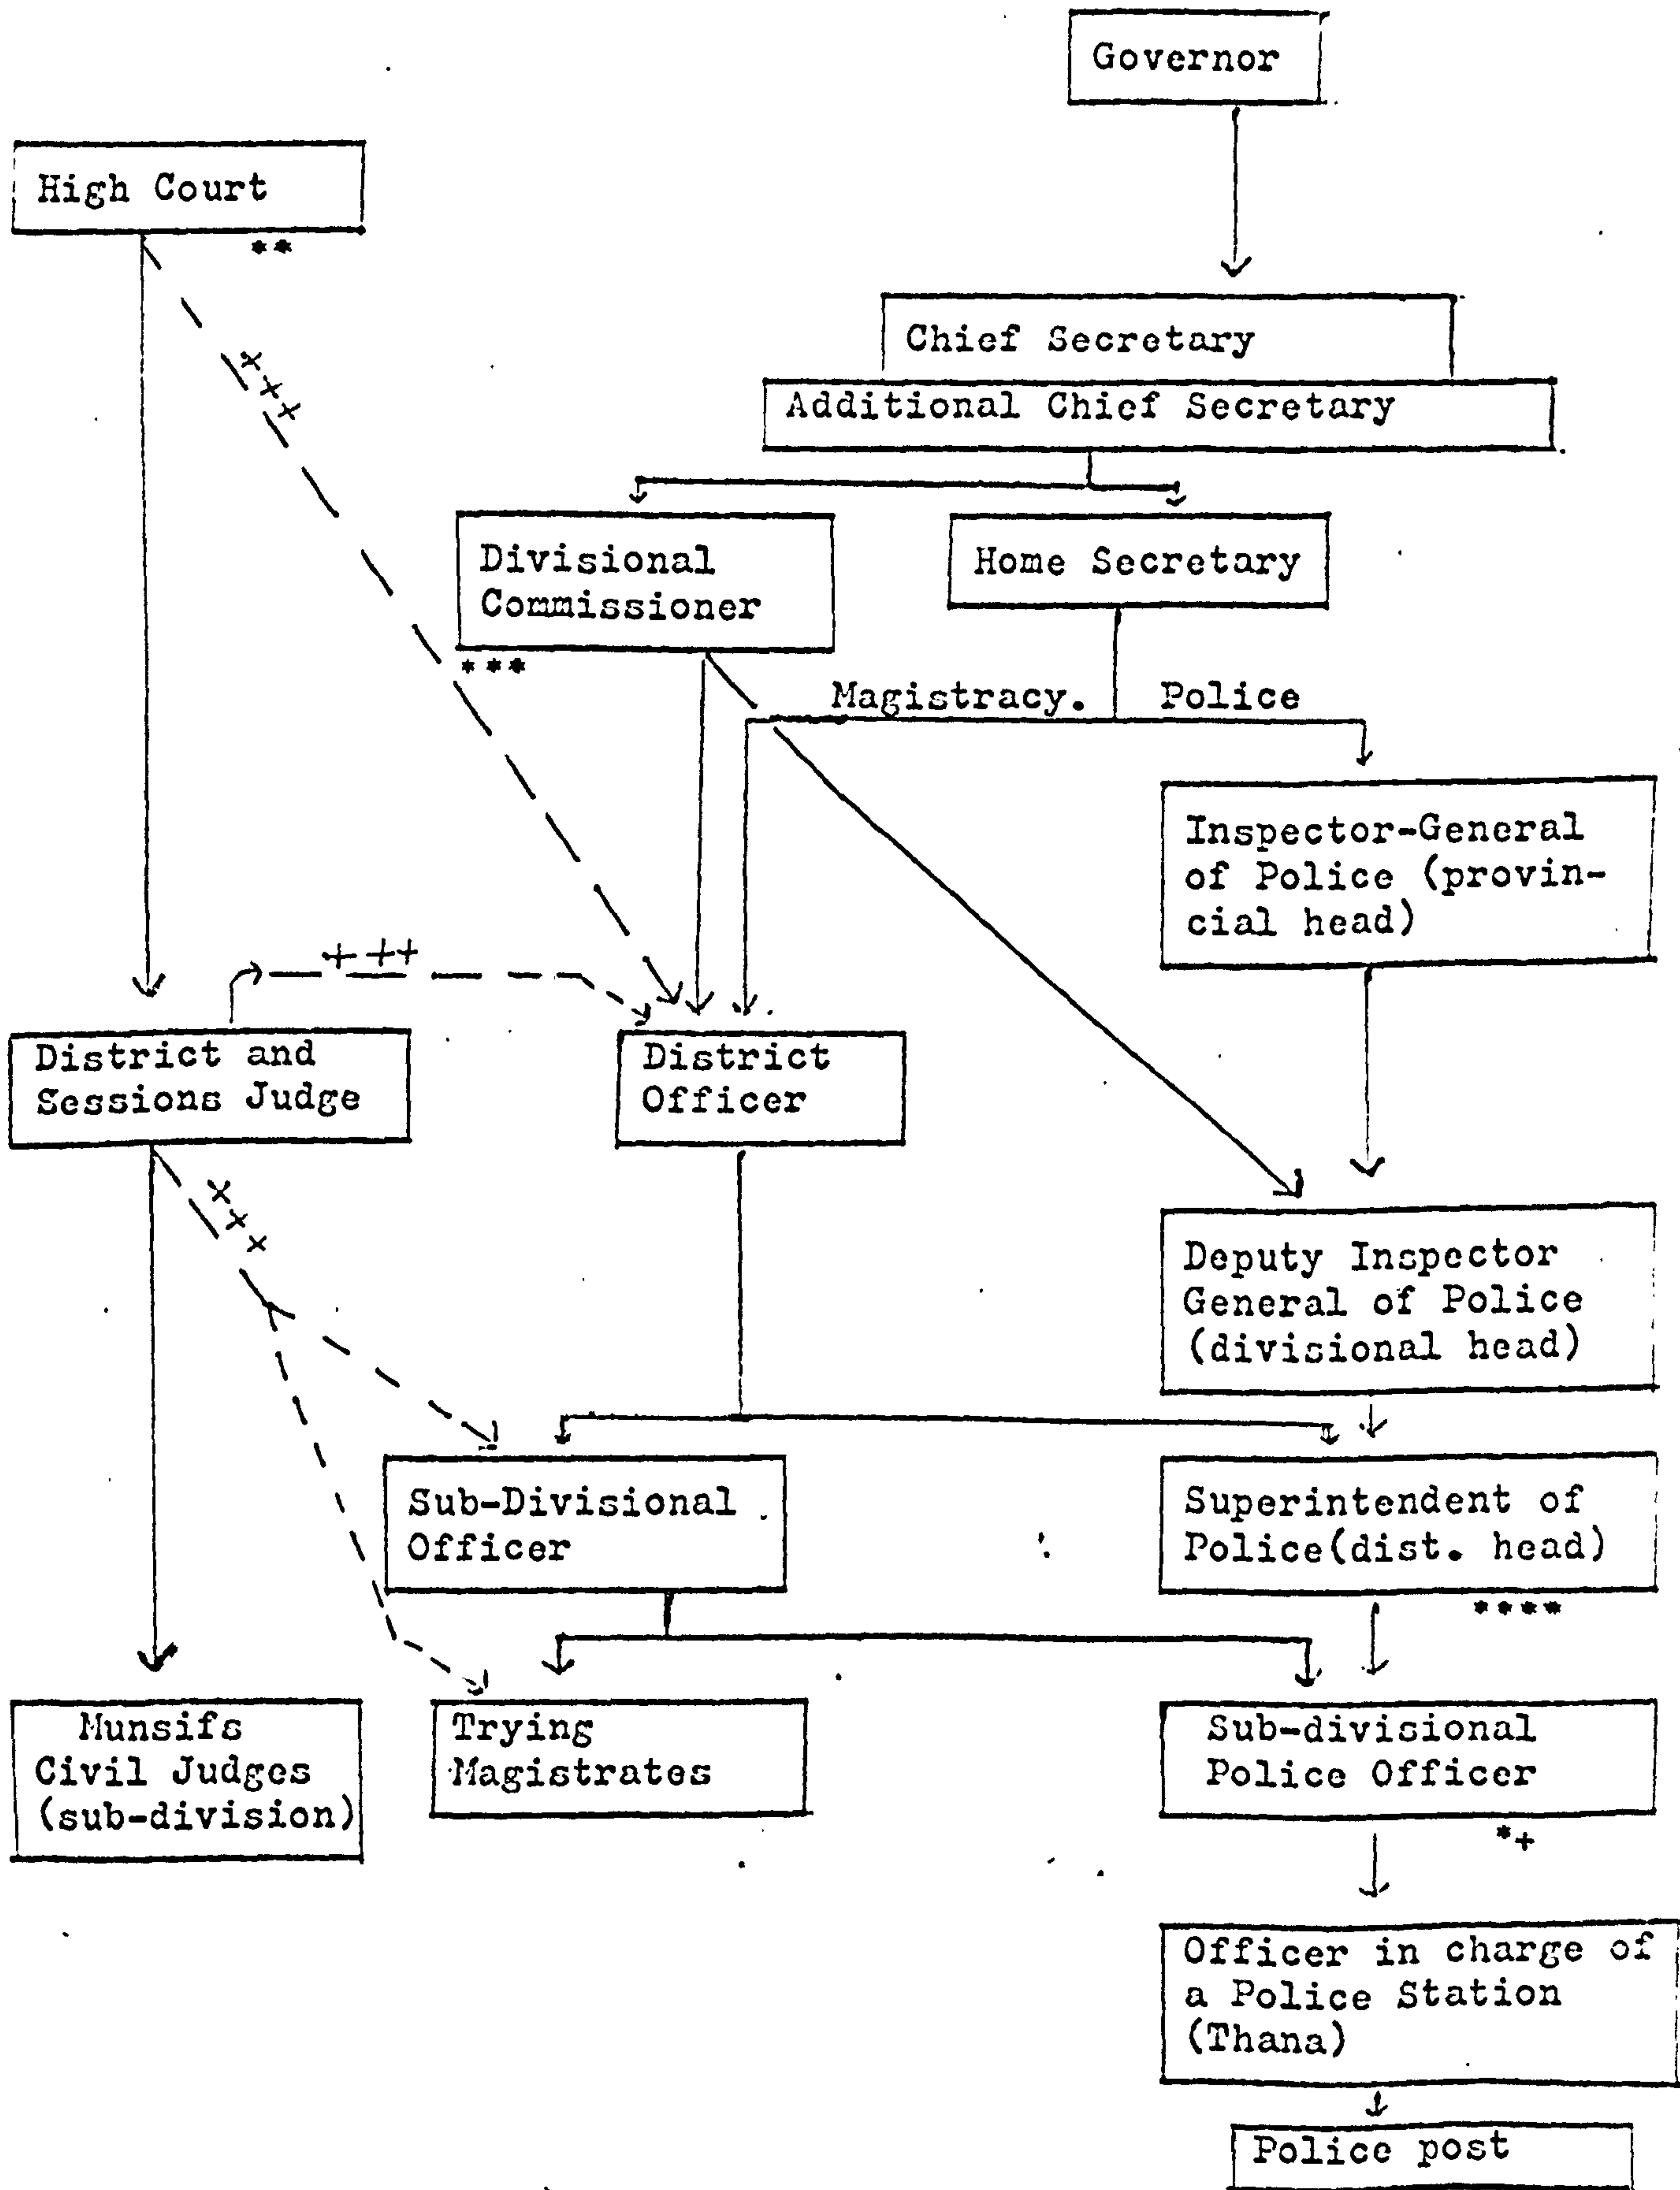 Governor
High Court
**
+++
Chief Secretary
Additional Chief Secretary
Divisional
Commissioner
***
Home Secretary
Magistracy.
Police
Inspector-General
of Police (provin-
cial head)
+++
District and
Sessions Judge
District
Officer
+++
Deputy Inspector
General of Police
(divisional head)
Sub-Divisional
Officer
Superintendent of
Police(dist. head)
****
Munsifs
Civil Judges
(sub-division)
Trying
Magistrates
Sub-divisional
Police Officer
*+
Officer in charge of
a Police Station
(Thana)
Police post